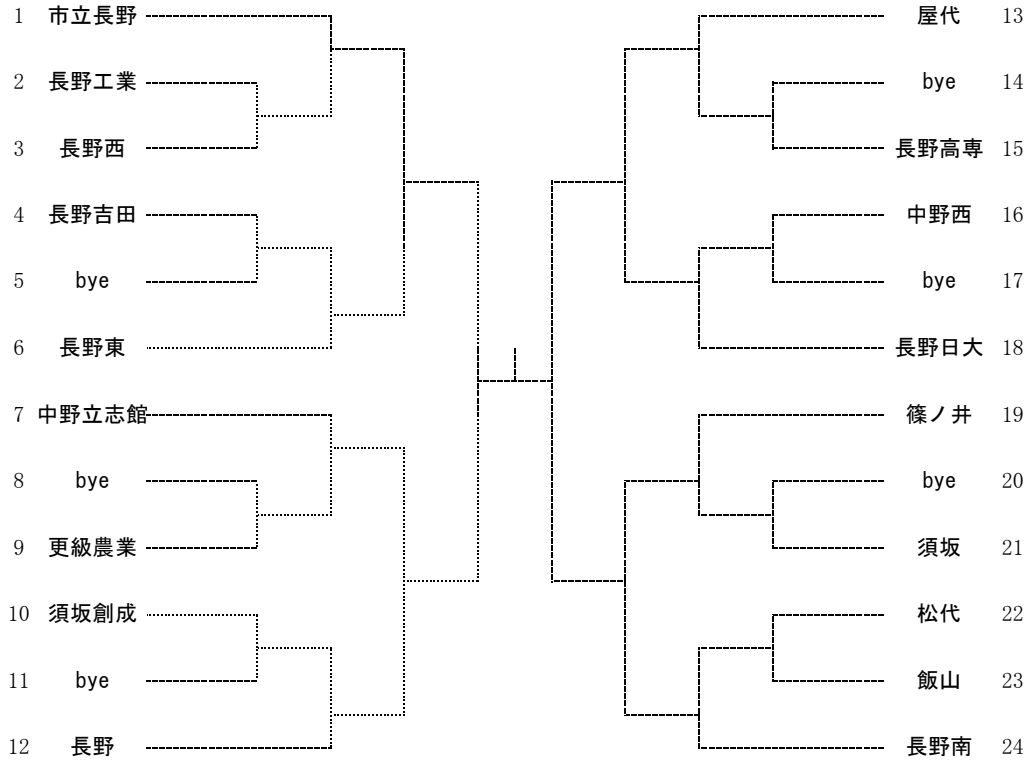 1 市立長野
2 長野工業
3 長野西
4 長野吉田
5 bye
6 長野東
7 中野立志館
8 bye
9 更級農業
10 須坂創成
11 bye
12 長野
屋代 13
bye 14
長野高専 15
中野西 16
bye 17
長野日大 18
篠ノ井 19
bye 20
須坂 21
松代 22
飯山 23
長野南 24